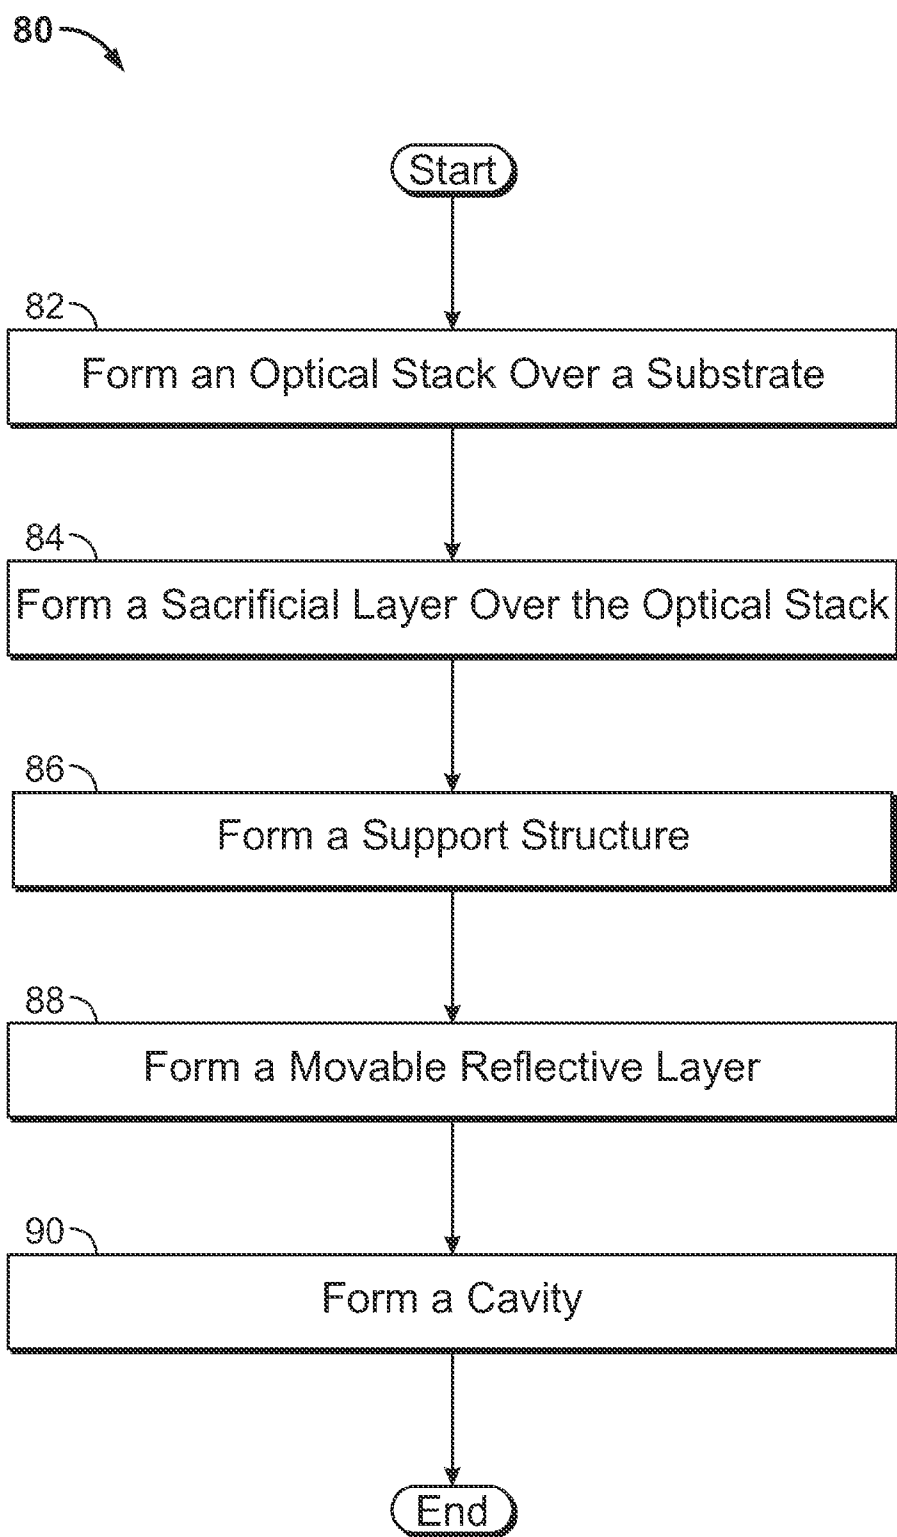 80
Start
82
Form an Optical Stack Over a Substrate
84
Form a Sacrificial Layer Over the Optical Stack
86
Form a Support Structure
88
Form a Movable Reflective Layer
90
Form a Cavity
End